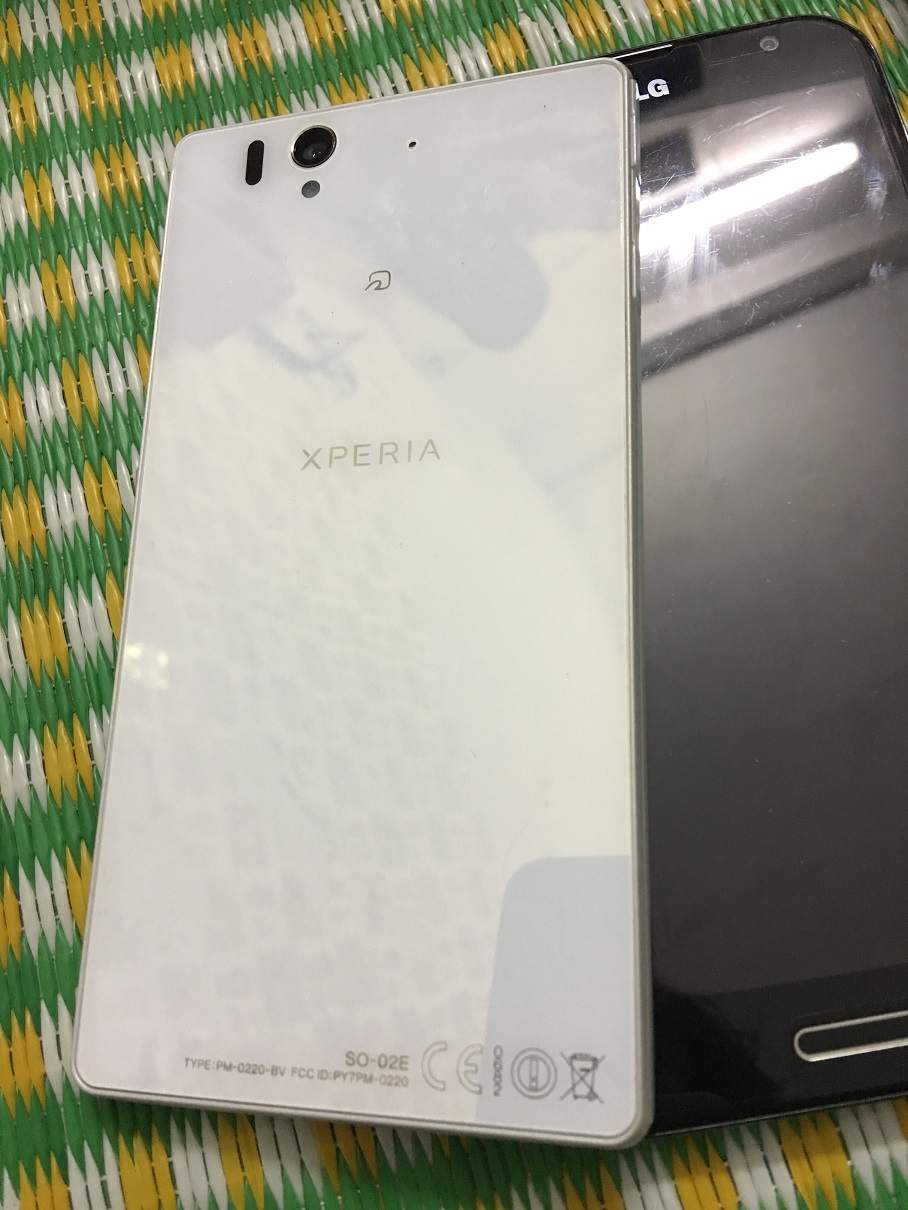 LG
XPERIA
SO-02E
TYPE:PM-0220-BV FCC ID:PY7PM-0220
CE